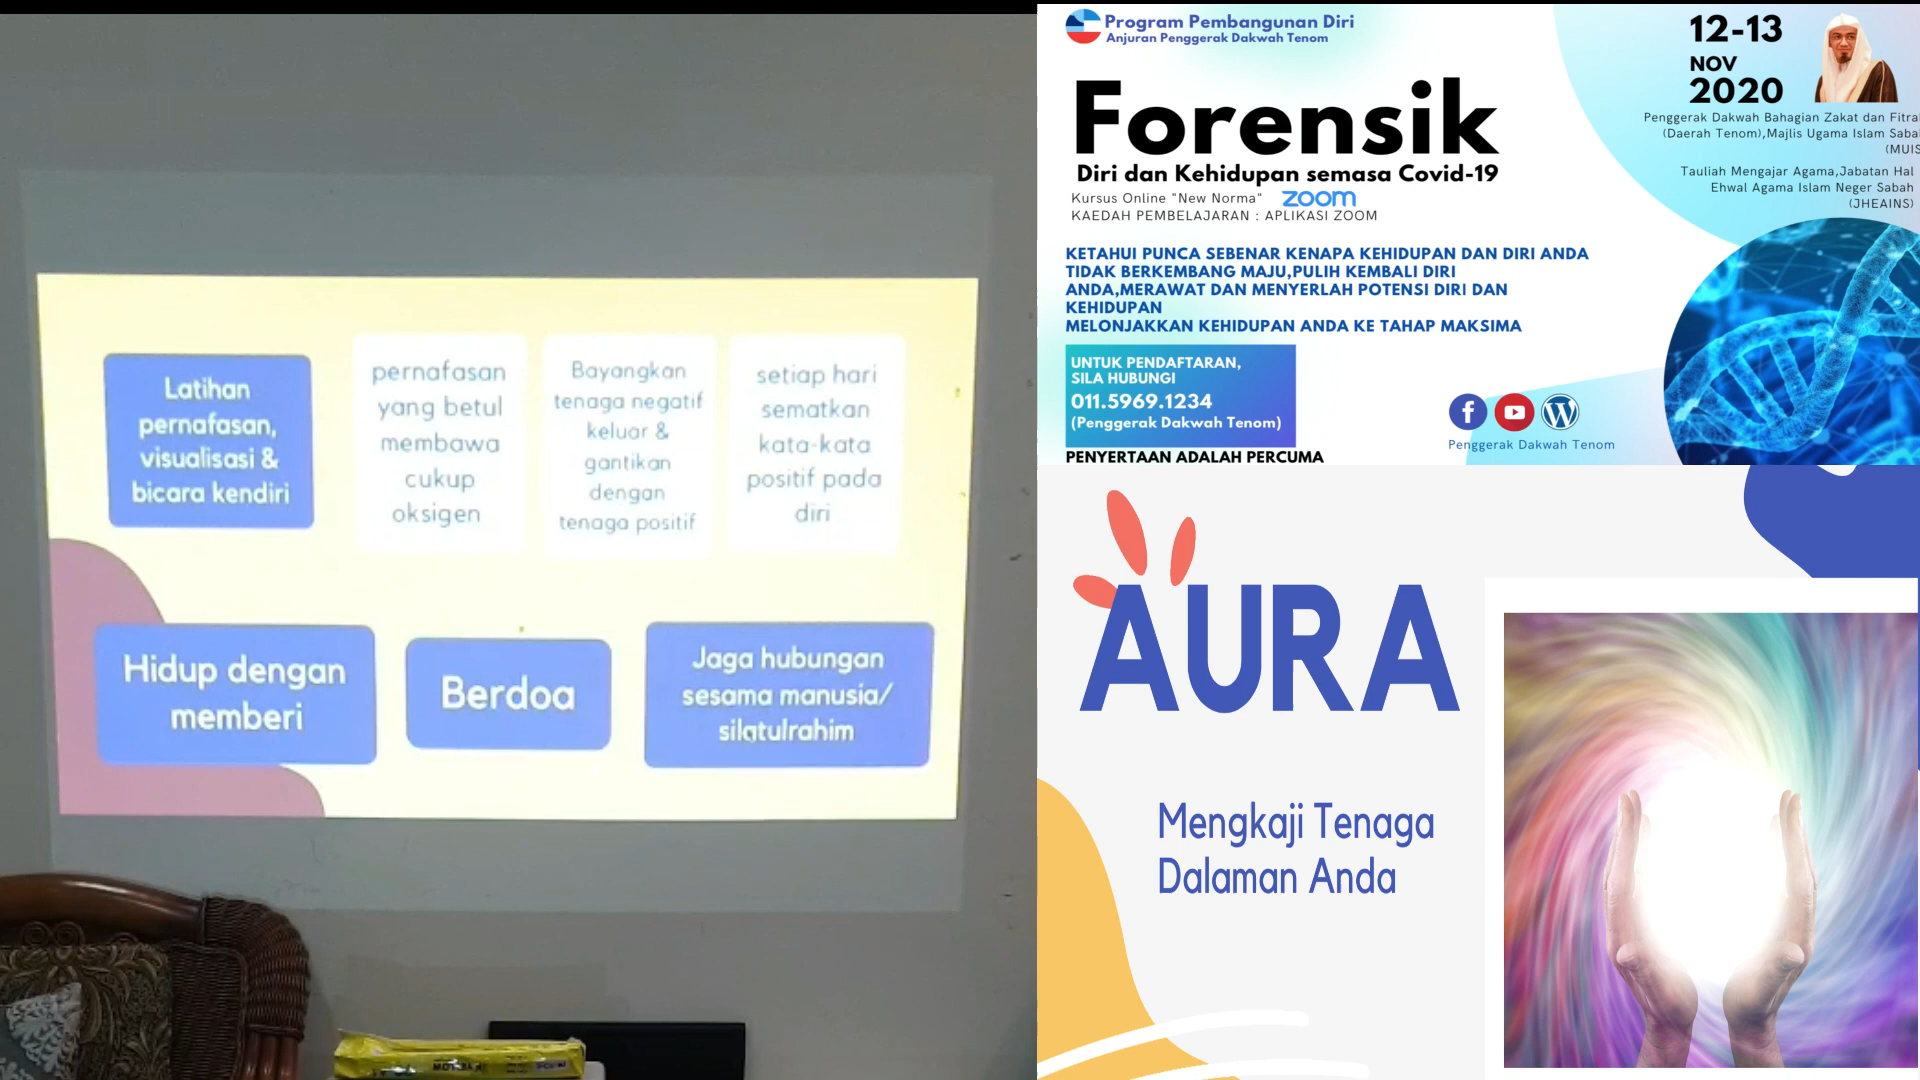 Latihan
pernafasan,
visualisasi &
bicara kendiri
pernafasan
yang betul
membawa
cukup
oksigen
Bayangkan
tenaga negatif
keluar &
gantikan
dengan
tenaga positif
setiap hari
sematkan
kata-kata
positif pada
diri
Hidup dengan
memberi
Berdoa
Jaga hubungan
sesama manusia/
silatulrahim
Program Pembangunan Diri
Anjuran Penggerak Dakwah Tenom
12-13
NOV
2020
Penggerak Dakwah Bahagian Zakat dan Fitrah
(Daerah Tenom),Majlis Ugama Islam Saba
(MUIS
Tauliah Mengajar Agama,Jabatan Hal
Ehwal Agama Islam Neger Sabah
(JHEAINS)
Forensik
Diri dan Kehidupan semasa Covid-19
Kursus Online "New Norma" zoom
KAEDAH PEMBELAJARAN : APLIKASI ZOOM
KETAHUI PUNCA SEBENAR KENAPA KEHIDUPAN DAN DIRI ANDA
TIDAK BERKEMBANG MAJU,PULIH KEMBALI DIRI
ANDA,MERAWAT DAN MENYERLAH POTENSI DIRI DAN
KEHIDUPAN
MELONJAKKAN KEHIDUPAN ANDA KE TAHAP MAKSIMA
UNTUK PENDAFTARAN,
SILA HUBUNGI
011.5969.1234
(Penggerak Dakwah Tenom)
Penggerak Dakwah Tenom
PENYERTAAN ADALAH PERCUMA
AURA
Mengkaji Tenaga
Dalaman Anda